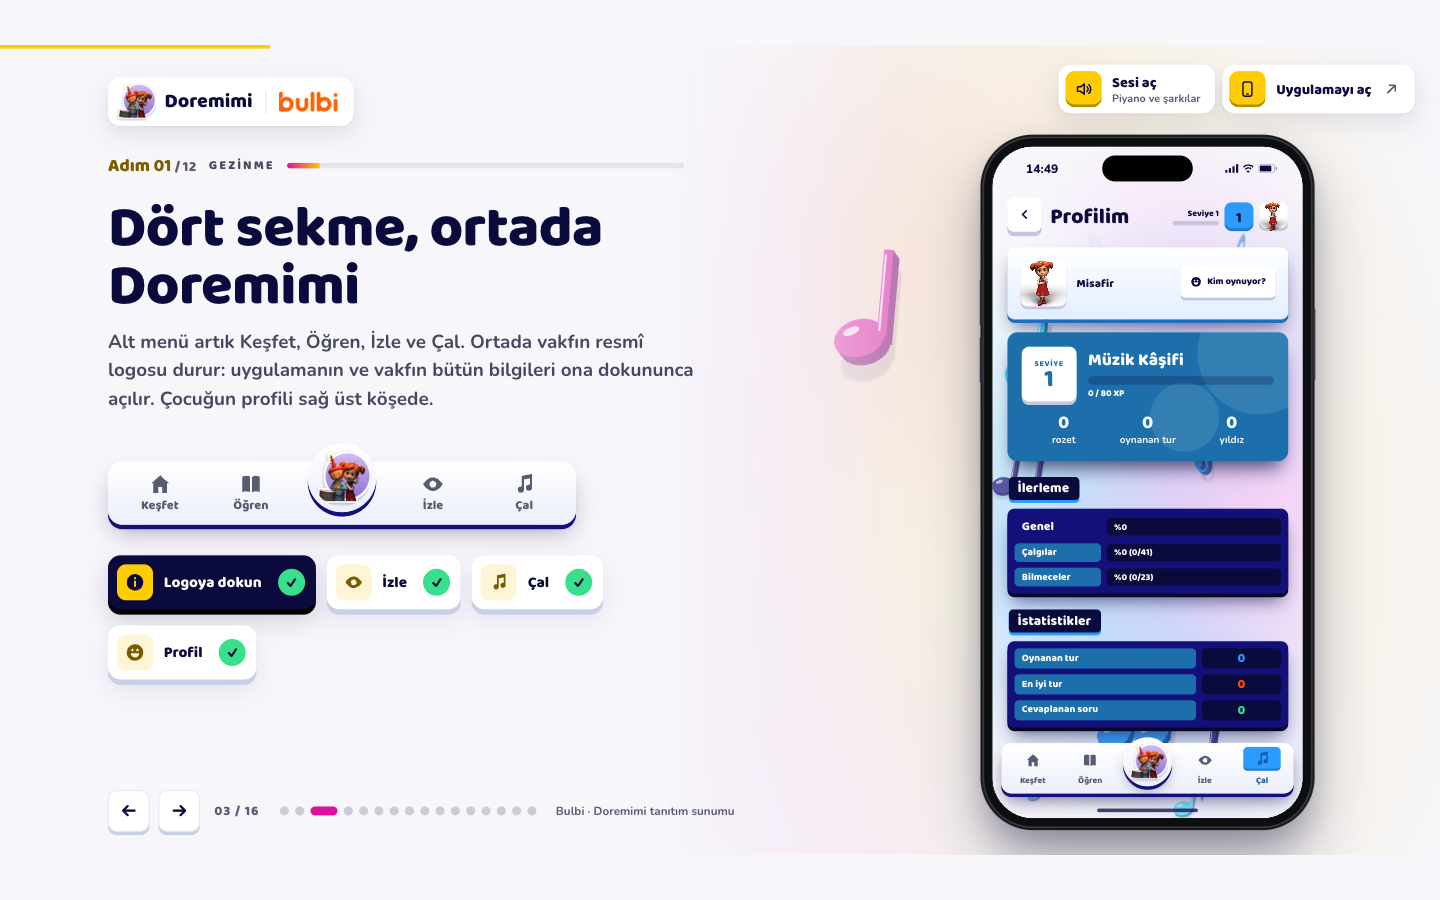 Doremimi
bulbi
Sesi aç
Piyano ve şarkılar
Uygulamayı aç
Adım 01 / 12 GEZİNME
Dört sekme, ortada
Doremimi
Alt menü artık Keşfet, Öğren, İzle ve Çal. Ortada vakfın resmî
logosu durur: uygulamanın ve vakfın bütün bilgileri ona dokununca
açılır. Çocuğun profili sağ üst köşede.
Keşfet
Öğren
İzle
Çal
Logoya dokun
İzle
Çal
Profil
03 / 16
Bulbi · Doremimi tanıtım sunumu
14:49
Profilim
Seviye 1
1
Misafir
Kim oynuyor?
SEVİYE
1
Müzik Kâşifi
0 / 80 XP
0
rozet
0
oynanan tur
0
yıldız
İlerleme
Genel
%0
Çalgılar
%0 (0/41)
Bilmeceler
%0 (0/23)
İstatistikler
Oynanan tur
0
En iyi tur
0
Cevaplanan soru
0
Keşfet
Öğren
İzle
Çal